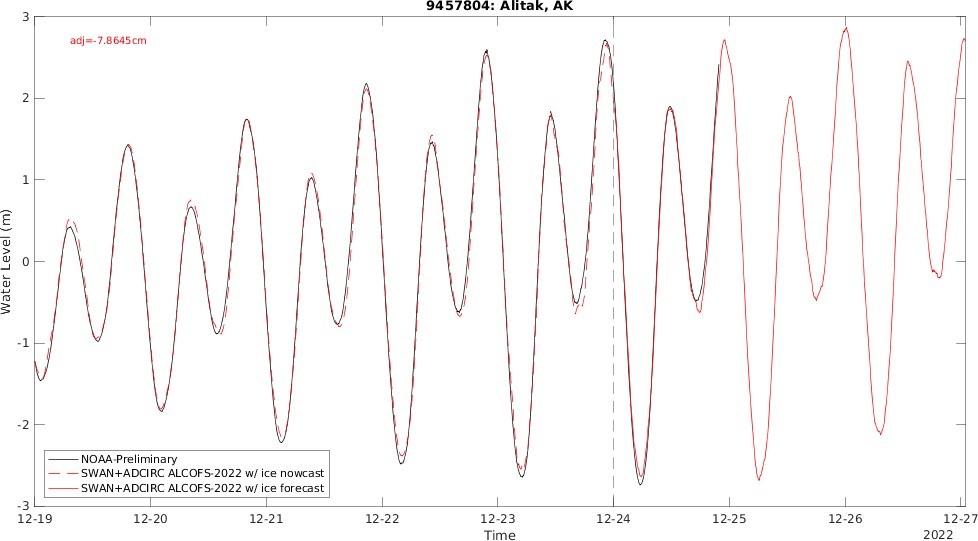 9457804: Alitak, AK
adj=-7.8645cm
3
2
1
0
-1
-2
-3
Water Level (m)
NOAA-Preliminary
SWAN+ADCIRC ALCOFS-2022 w/ ice nowcast
SWAN+ADCIRC ALCOFS-2022 w/ ice forecast
12-19 12-20 12-21 12-22 12-23 12-24 12-25 12-26 12-27
Time
2022